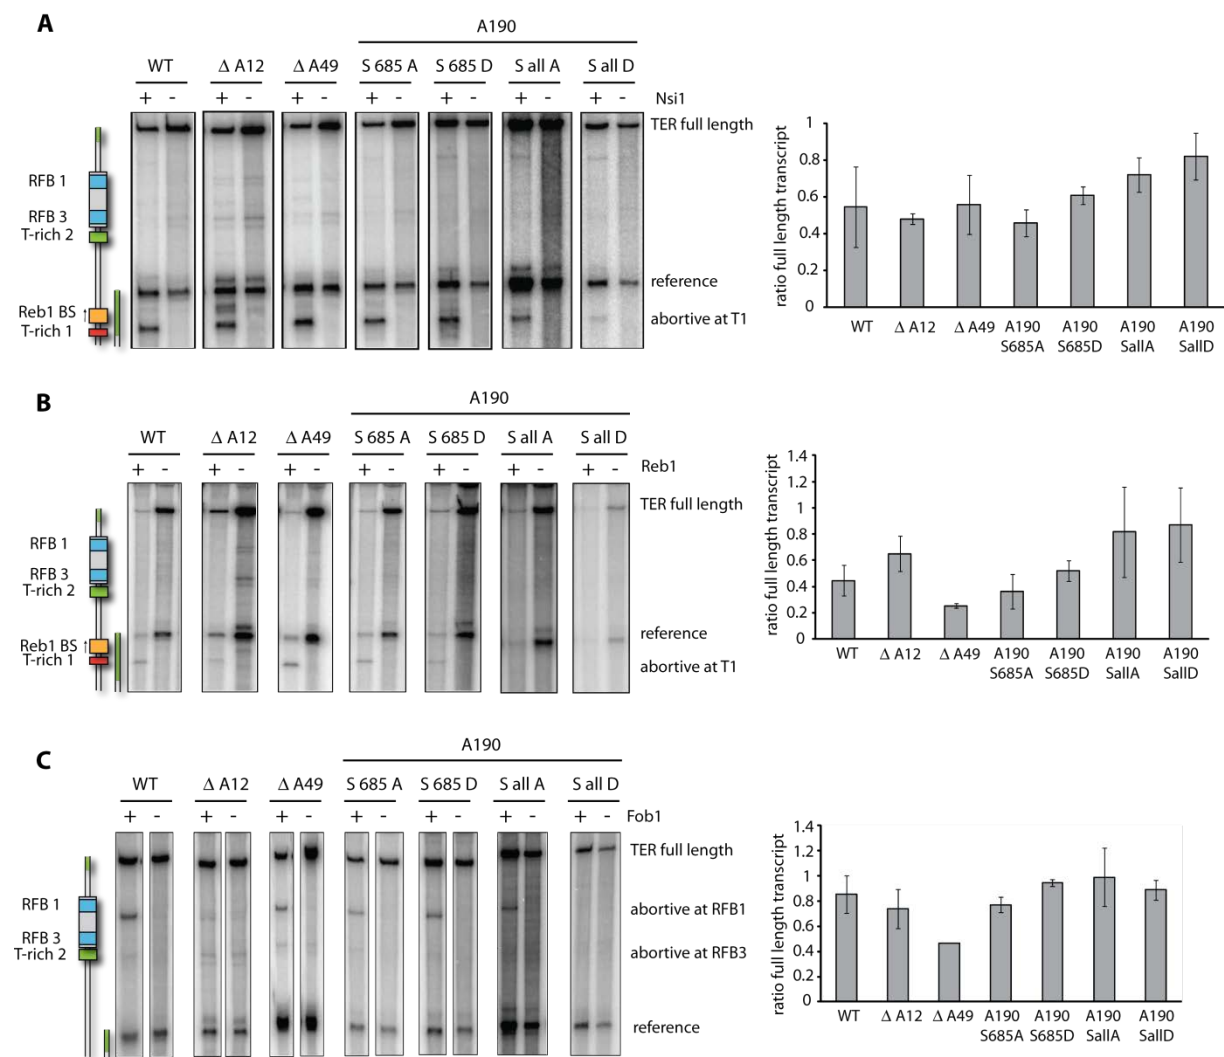 A
A190
WT Δ A12 Δ A49 S 685 A S 685 D S all A S all D
+ - + - + - + - + - + - + - Nsi1
TER full length
RFB 1
RFB 3
T-rich 2
reference
Reb1 BS ↑
abortive at T1
T-rich 1
ratio full length transcript
1
0.8
0.6
0.4
0.2
0
WT Δ A12 Δ A49 A190 A190 A190 A190
S685A S685D SallA SallD
B
A190
WT Δ A12 Δ A49 S 685 A S 685 D S all A S all D
+ - + - + - + - + - + - + - Reb1
TER full length
RFB 1
RFB 3
T-rich 2
reference
Reb1 BS ↑
T-rich 1
abortive at T1
ratio full length transcript
1.4
1.2
1
0.8
0.6
0.4
0.2
0
WT Δ A12 Δ A49 A190 A190 A190 A190
S685A S685D SallA SallD
C
A190
WT Δ A12 Δ A49 S 685 A S 685 D S all A S all D
+ - + - + - + - + - + - + - Fob1
TER full length
RFB 1
abortive at RFB1
RFB 3
abortive at RFB3
T-rich 2
reference
ratio full length transcript
1.4
1.2
1
0.8
0.6
0.4
0.2
0
WT Δ A12 Δ A49 A190 A190 A190 A190
S685A S685D SallA SallD